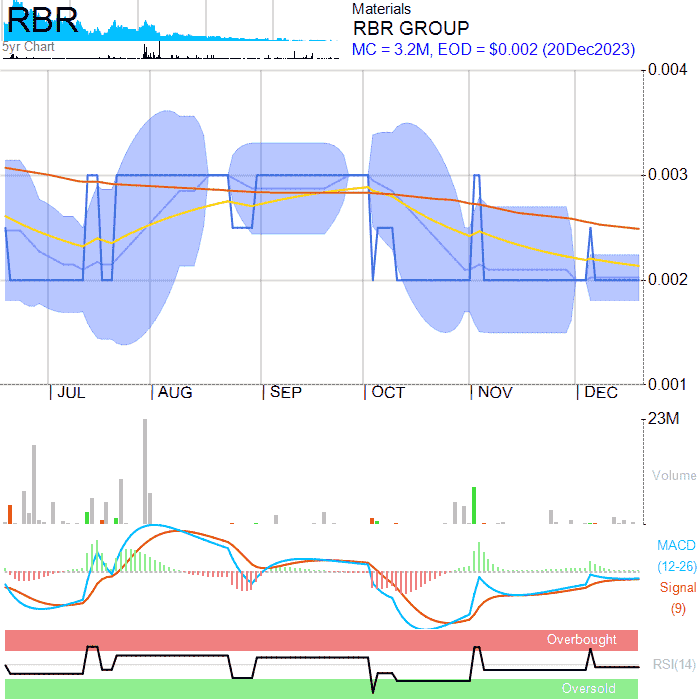 RBR
5yr Chart
Materials
RBR GROUP
MC = 3.2M, EOD = $0.002 (20Dec2023)
0.004
0.003
0.002
0.001
JUL AUG SEP OCT NOV DEC
23M
Volume
MACD
(12-26)
Signal
(9)
Overbought
RSI(14)
Oversold